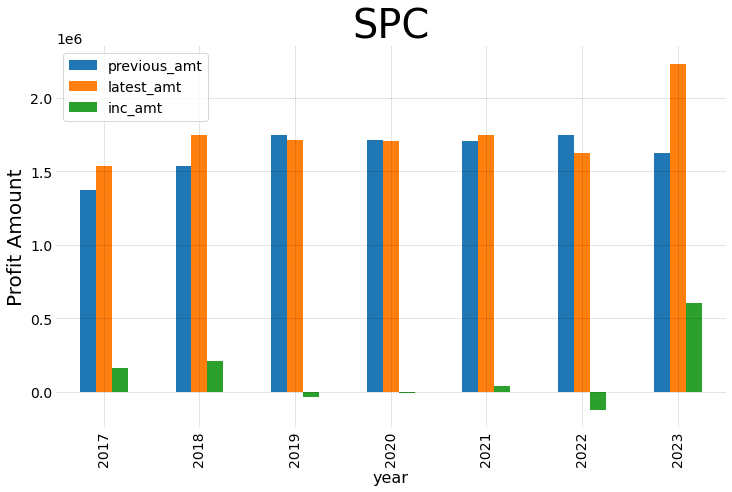 SPC
1e6
previous_amt
latest_amt
inc_amt
2.0
1.5
1.0
0.5
0.0
Profit Amount
2017
2018
2019
2020
2021
2022
2023
year